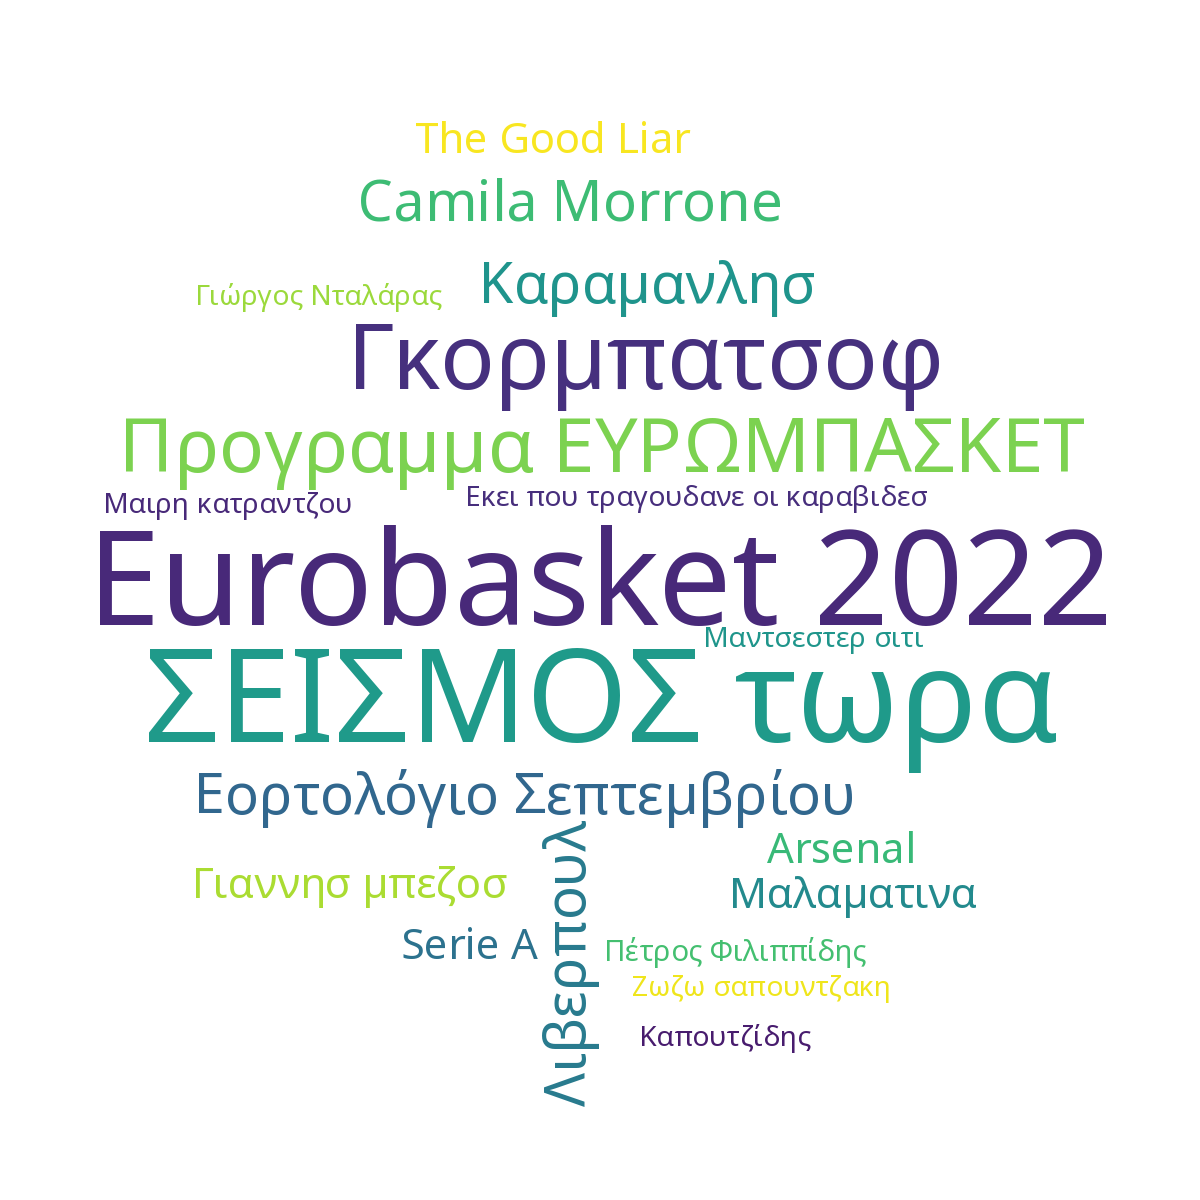 The Good Liar
Camila Morrone
Καραμανλησ
Γιώργος Νταλάρας
Γκορμπατσοφ
Προγραμμα ΕΥΡΩΜΠΑΣΚΕΤ
Μαιρη κατραντζου
Εκει που τραγουδανε οι καραβιδεσ
Eurobasket 2022
Μαντσεστερ σιτι
ΣΕΙΣΜΟΣ τωρα
Εορτολόγιο Σεπτεμβρίου
Λιβερπουλ
Arsenal
Γιαννησ μπεζοσ
Μαλαματινα
Serie A
Πέτρος Φιλιππίδης
Ζωζω σαπουντζακη
Καπουτζίδης